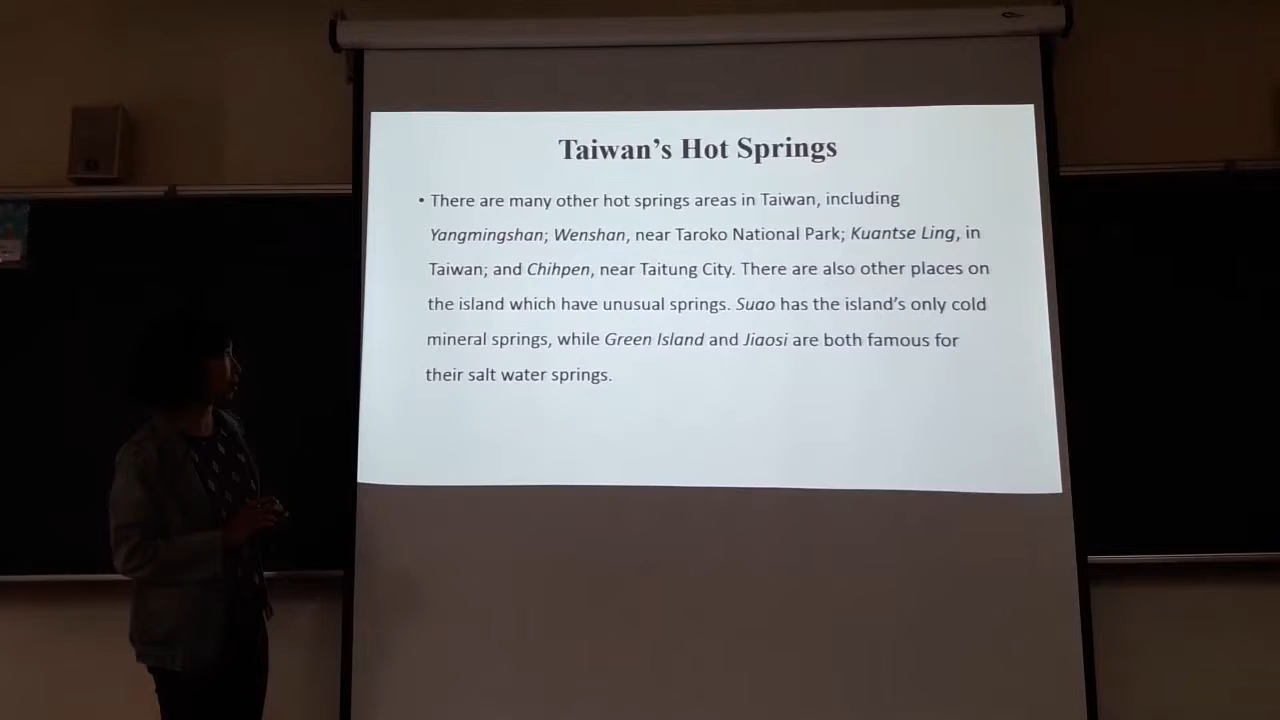 Taiwan's Hot Springs
• There are many other hot springs areas in Taiwan, including
Yangmingshan; Wenshan, near Taroko National Park; Kuantse Ling, in
Taiwan; and Chihpen, near Taitung City. There are also other places on
the island which have unusual springs. Suao has the island's only cold
mineral springs, while Green Island and Jiaosi are both famous for
their salt water springs.